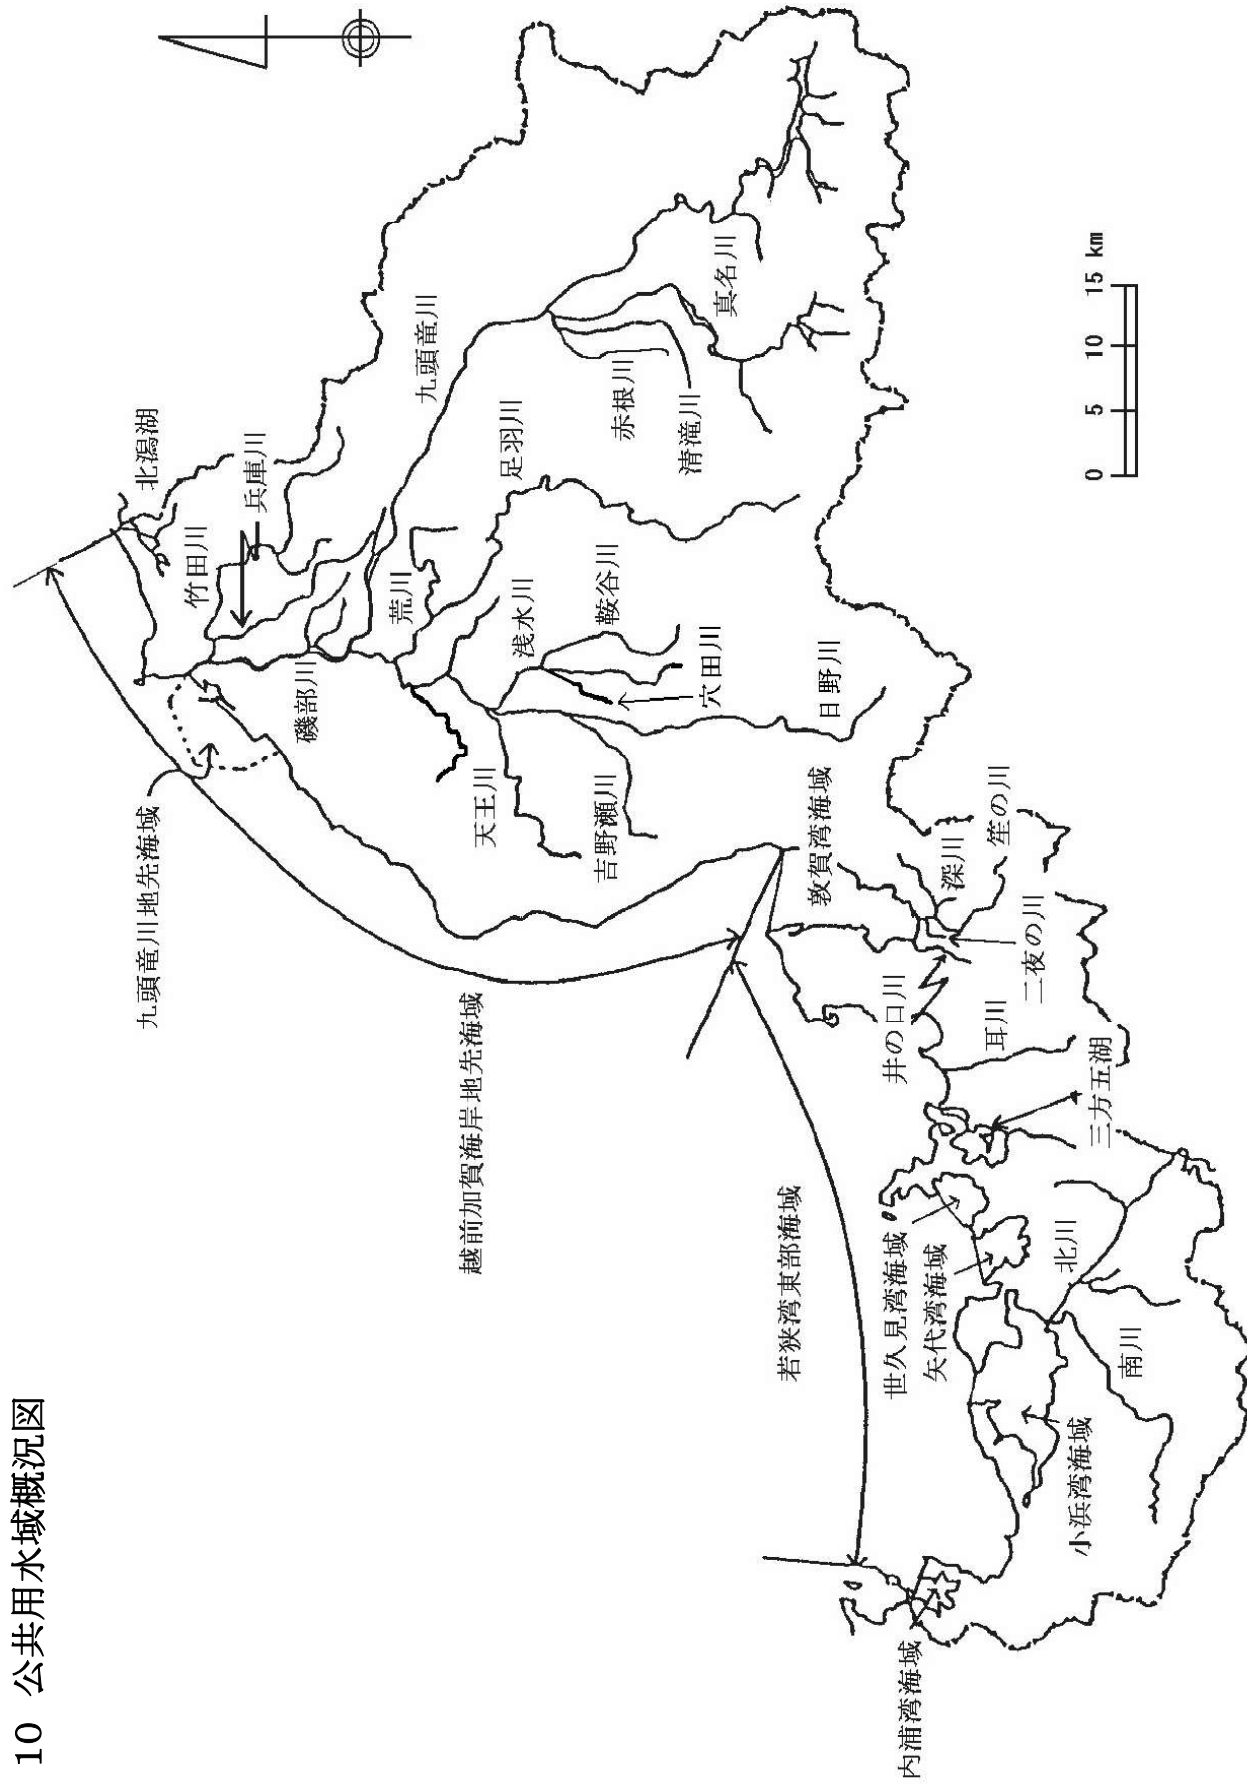 10 公共用水域概況図
北潟湖
竹田川
兵庫川
九頭竜川
九頭竜川地先海域
磯部川
荒川
足羽川
赤根川
清滝川
真名川
浅水川
鞍谷川
穴田川
日野川
天王川
吉野瀬川
越前加賀海岸地先海域
敦賀湾海域
深川
笙の川
二夜の川
井の口川
耳川
三方五湖
若狭湾東部海域
世久見湾海域
矢代湾海域
北川
南川
小浜湾海域
内浦湾海域
0 5 10 15 km